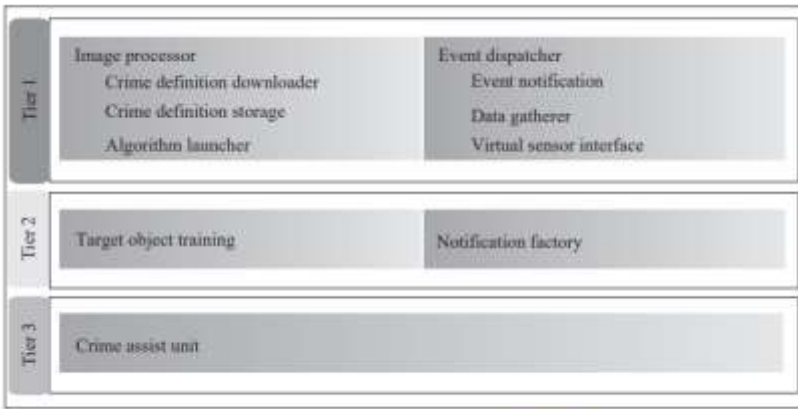 Tier 1
Image processor
Crime definition downloader
Crime definition storage
Algorithm launcher
Event dispatcher
Event notification
Data gatherer
Virtual sensor interface
Tier 2
Target object training
Notification factory
Tier 3
Crime assist unit